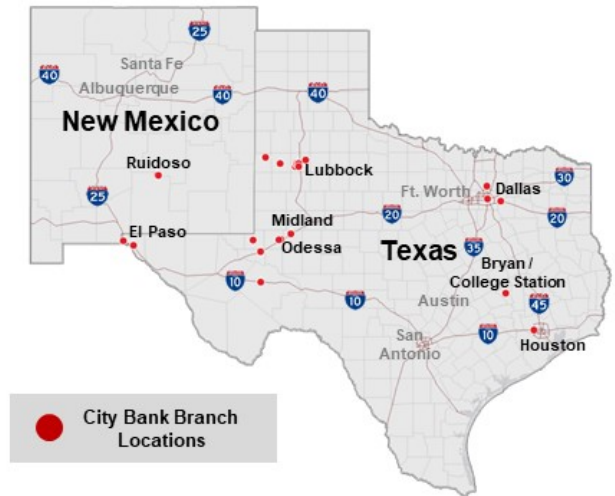 25
Santa Fe
40
Albuquerque
40
40
New Mexico
Ruidoso
Lubbock
30
Ft. Worth
Dallas
25
20
20
Midland
El Paso
Odessa
Texas
35
Bryan /
College Station
10
10
Austin
45
San
Antonio
10
Houston
City Bank Branch
Locations